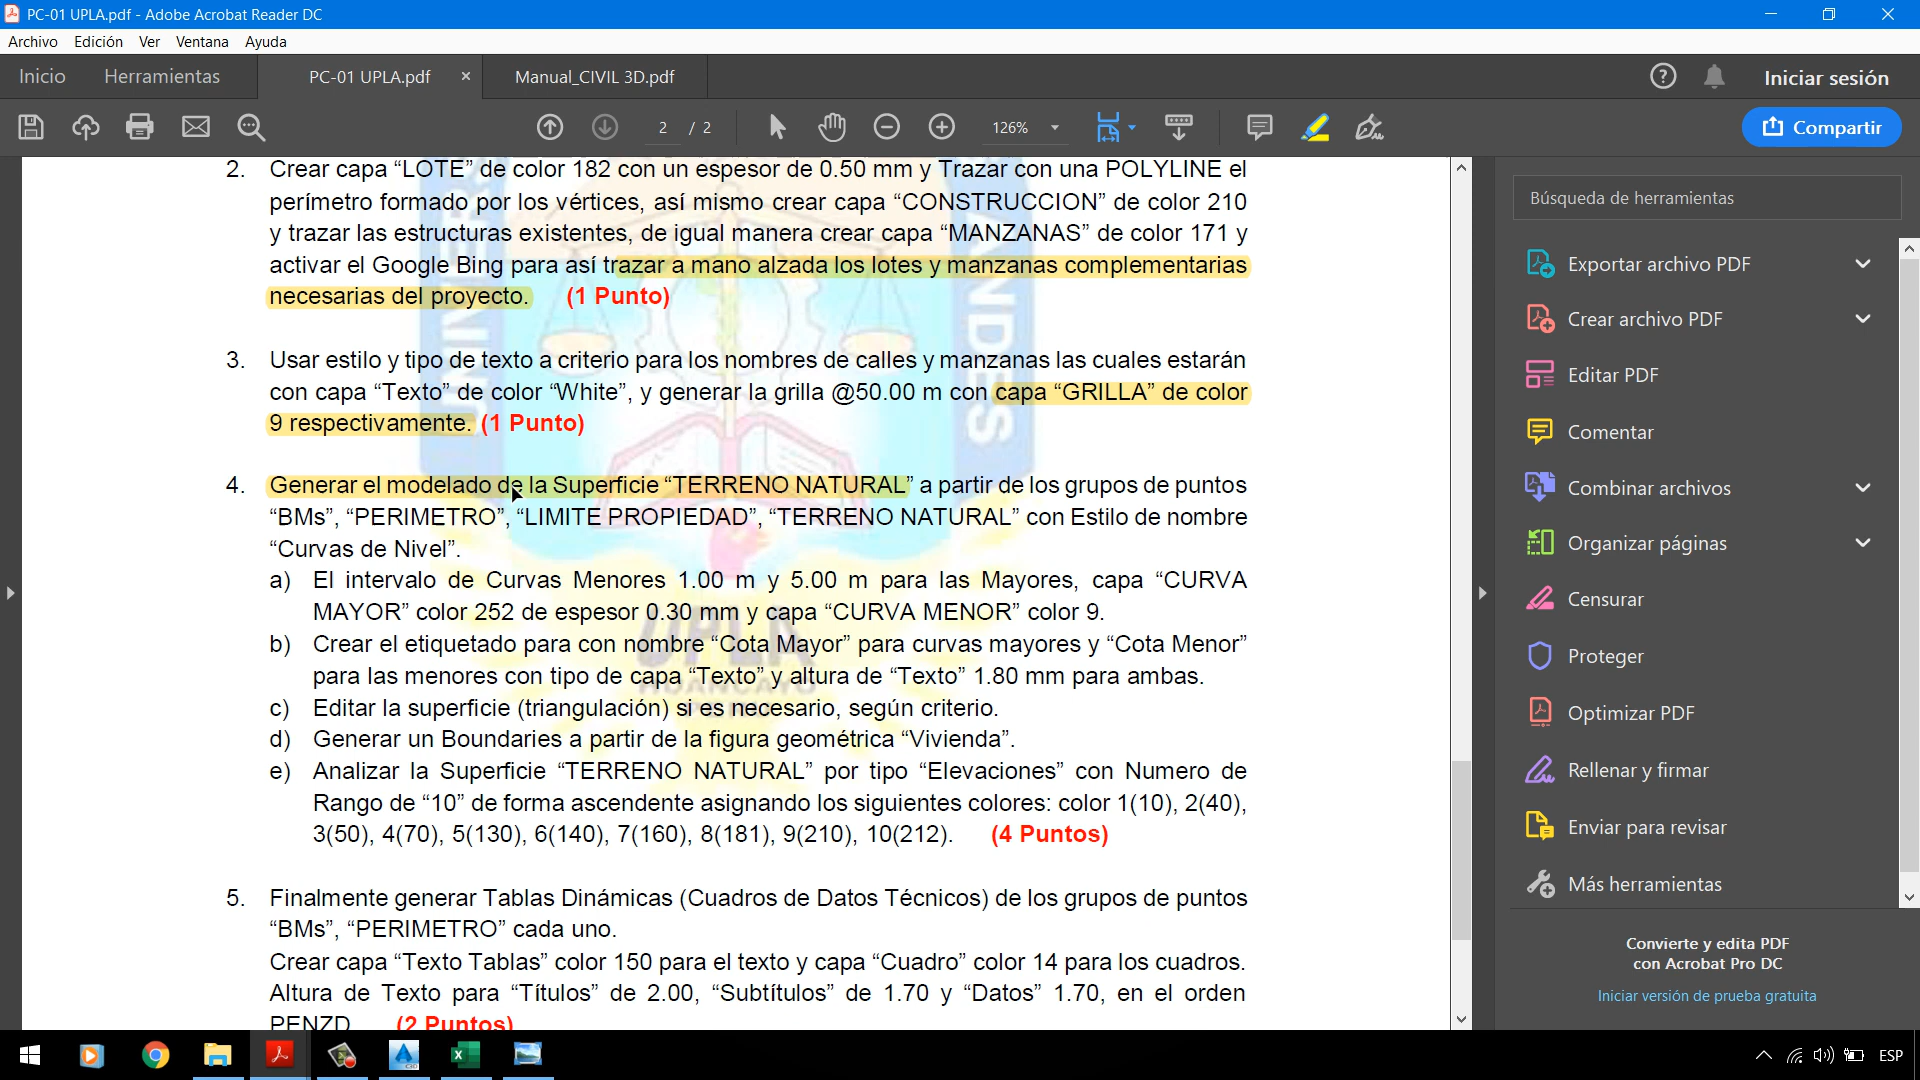 PC-01 UPLA.pdf - Adobe Acrobat Reader DC
Archivo Edición Ver Ventana Ayuda
Inicio Herramientas PC-01 UPLA.pdf × Manual_CIVIL 3D.pdf Iniciar sesión
2 / 2 126% Compartir
2. Crear capa “LOTE” de color 182 con un espesor de 0.50 mm y Trazar con una POLYLINE el
perímetro formado por los vértices, así mismo crear capa “CONSTRUCCION” de color 210
y trazar las estructuras existentes, de igual manera crear capa “MANZANAS” de color 171 y
activar el Google Bing para así trazar a mano alzada los lotes y manzanas complementarias
necesarias del proyecto. (1 Punto)
3. Usar estilo y tipo de texto a criterio para los nombres de calles y manzanas las cuales estarán
con capa “Texto” de color “White”, y generar la grilla @50.00 m con capa “GRILLA” de color
9 respectivamente. (1 Punto)
4. Generar el modelado de la Superficie “TERRENO NATURAL” a partir de los grupos de puntos
“BMs”, “PERIMETRO”, “LIMITE PROPIEDAD”, “TERRENO NATURAL” con Estilo de nombre
“Curvas de Nivel”.
a) El intervalo de Curvas Menores 1.00 m y 5.00 m para las Mayores, capa “CURVA
MAYOR” color 252 de espesor 0.30 mm y capa “CURVA MENOR” color 9.
b) Crear el etiquetado para con nombre “Cota Mayor” para curvas mayores y “Cota Menor”
para las menores con tipo de capa “Texto” y altura de “Texto” 1.80 mm para ambas.
c) Editar la superficie (triangulación) si es necesario, según criterio.
d) Generar un Boundaries a partir de la figura geométrica “Vivienda”.
e) Analizar la Superficie “TERRENO NATURAL” por tipo “Elevaciones” con Numero de
Rango de “10” de forma ascendente asignando los siguientes colores: color 1(10), 2(40),
3(50), 4(70), 5(130), 6(140), 7(160), 8(181), 9(210), 10(212). (4 Puntos)
5. Finalmente generar Tablas Dinámicas (Cuadros de Datos Técnicos) de los grupos de puntos
“BMs”, “PERIMETRO” cada uno.
Crear capa “Texto Tablas” color 150 para el texto y capa “Cuadro” color 14 para los cuadros.
Altura de Texto para “Títulos” de 2.00, “Subtítulos” de 1.70 y “Datos” 1.70, en el orden
PENZD (2 Puntos)
UPLA
HUANCAYO
Búsqueda de herramientas
Exportar archivo PDF
Crear archivo PDF
Editar PDF
Comentar
Combinar archivos
Organizar páginas
Censurar
Proteger
Optimizar PDF
Rellenar y firmar
Enviar para revisar
Más herramientas
Convierte y edita PDF
con Acrobat Pro DC
Iniciar versión de prueba gratuita
ESP